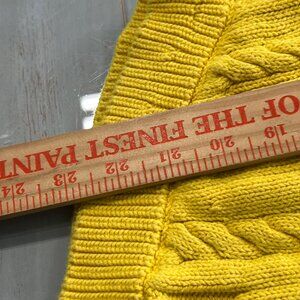 OF THE FINEST PAINT
24 23 22 21 20 19